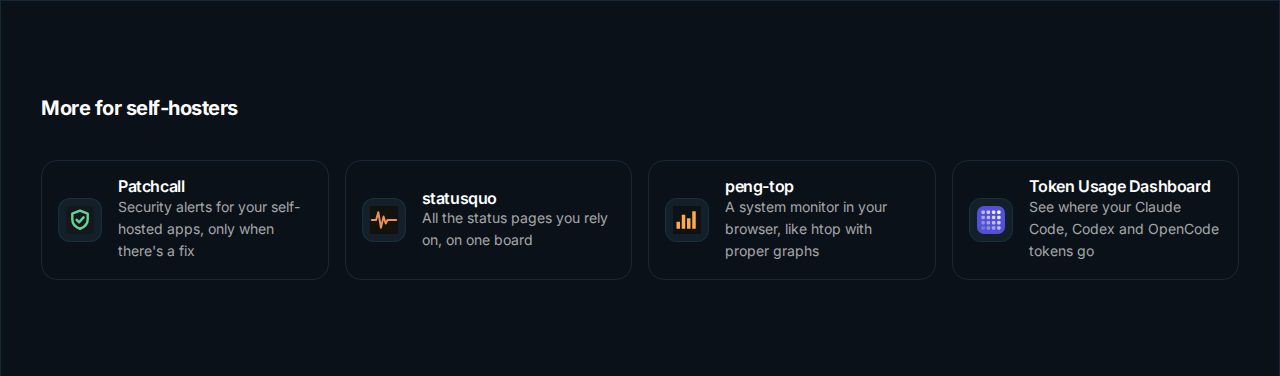 More for self-hosters
Patchcall
Security alerts for your self-
hosted apps, only when
there's a fix
statusquo
All the status pages you rely
on, on one board
peng-top
A system monitor in your
browser, like htop with
proper graphs
Token Usage Dashboard
See where your Claude
Code, Codex and OpenCode
tokens go